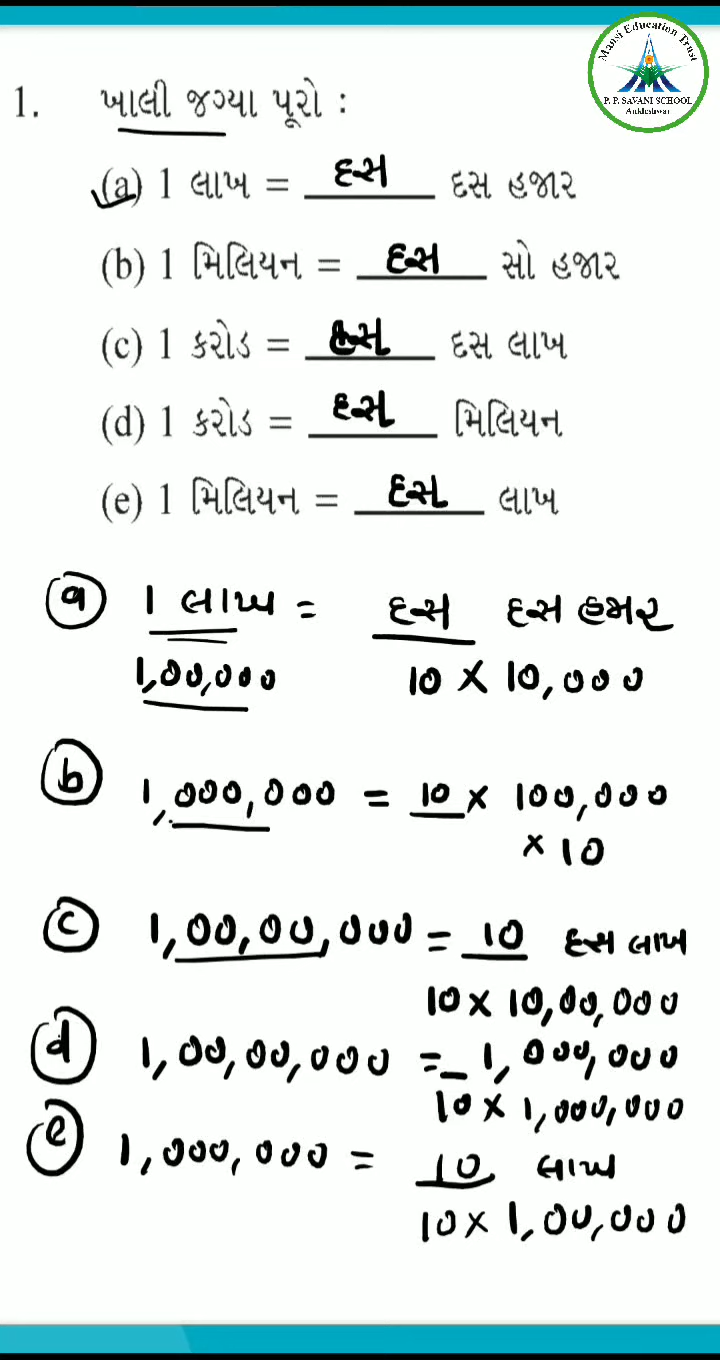 Mansi Education Trust
P. P. SAVANI SCHOOL
Ankleshwar
1. ખાલી જગ્યા પૂરો :
(a) 1 લાખ = દસ દસ હજાર
(b) 1 મિલિયન = દસ સો હજાર
(c) 1 કરોડ = દસ દસ લાખ
(d) 1 કરોડ = દસ મિલિયન
(e) 1 મિલિયન = દસ લાખ
a 1 લાખ = દસ દસ હજાર
1,00,000 10 × 10,000
b 1,000,000 = 10 × 100,000
× 10
c 1,00,00,000 = 10 દસ લાખ
10 × 10,00,000
d 1,00,00,000 = 1,000,000
10 × 1,000,000
e 1,000,000 = 10 લાખ
10 × 1,00,000